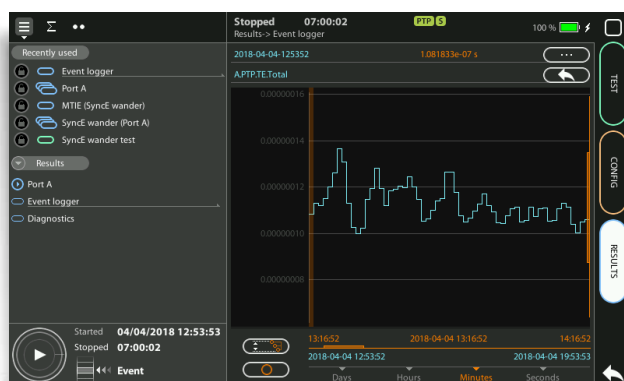 Σ
Stopped 07:00:02
PTP S
100 %
Results-> Event logger
Recently used
Event logger
Port A
MTIE (SyncE wander)
SyncE wander (Port A)
SyncE wander test
Results
Port A
Event logger
Diagnostics
Started 04/04/2018 12:53:53
Stopped 07:00:02
Event
2018-04-04-125352 1.081833e-07 s
...
A.PTP.TE.Total
0.00000016
0.00000014
0.00000012
0.00000010
0.00000008
13:16:52 2018-04-04 13:16:52 14:16:52
2018-04-04 12:53:52 2018-04-04 19:53:53
Days Hours Minutes Seconds
TEST
CONFIG
RESULTS